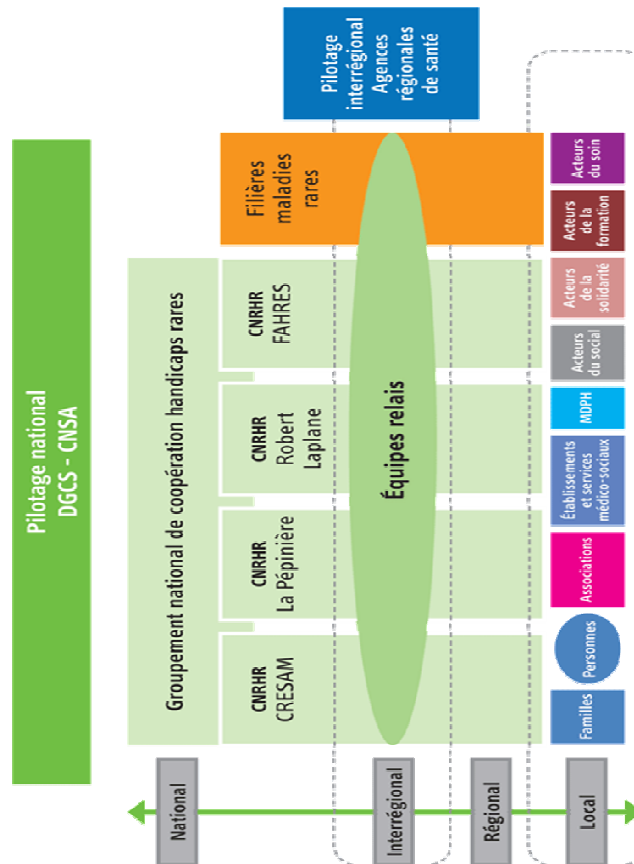 Pilotage national
DGCS - CNSA
Groupement national de coopération handicaps rares
CNRHR
CRESAM
CNRHR
La Pépinière
CNRHR
Robert
Laplane
CNRHR
FAHRES
Filières
maladies
rares
Pilotage
interrégional
Agences
régionales
de santé
Équipes relais
National
Interrégional
Régional
Local
Familles
Personnes
Associations
Établissements
et services
médico-sociaux
MDPH
Acteurs
du social
Acteurs
de la
solidarité
Acteurs
de la
formation
Acteurs
du soin